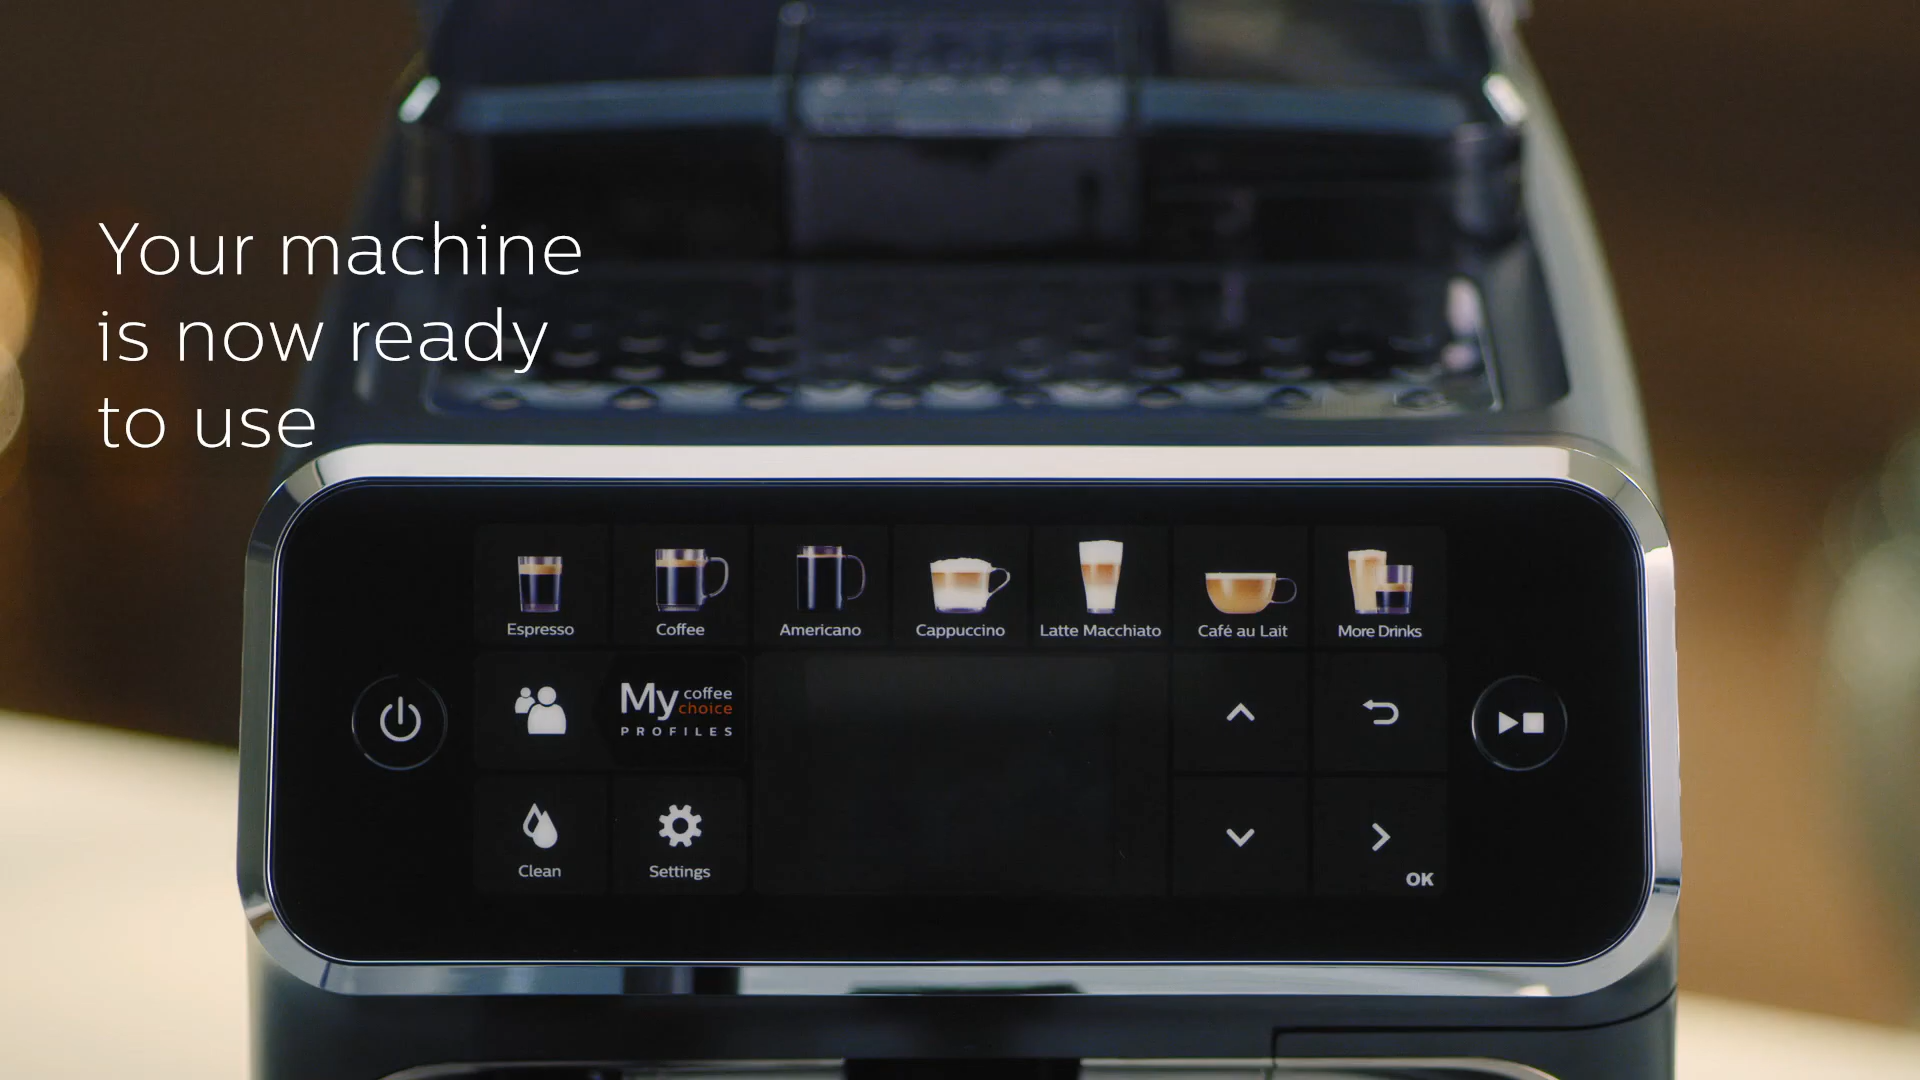 Your machine
is now ready
to use
Espresso
Coffee
Americano
Cappuccino
Latte Macchiato
Café au Lait
More Drinks
My coffee
choice
PROFILES
Clean
Settings
OK